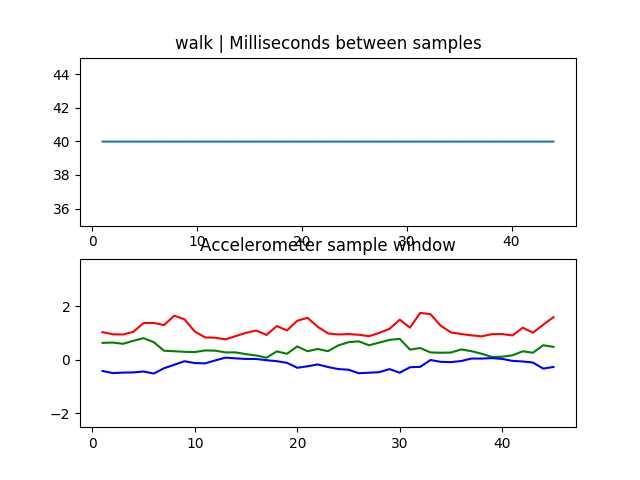 walk | Milliseconds between samples
44
42
40
38
36
0 10 20 30 40
Accelerometer sample window
2
0
−2
0 10 20 30 40